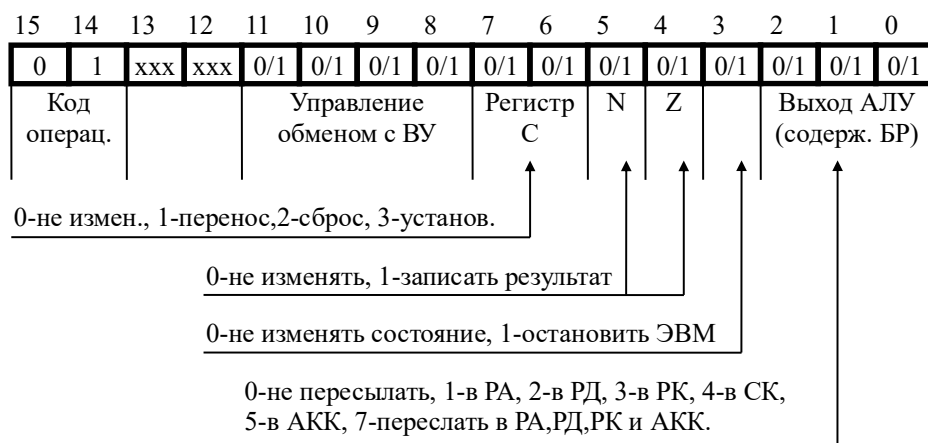 15 14 13 12 11 10 9 8 7 6 5 4 3 2 1 0
0 1 xxx xxx 0/1 0/1 0/1 0/1 0/1 0/1 0/1 0/1 0/1 0/1 0/1 0/1
Код Управление Регистр N Z Выход АЛУ
операц. обменом с ВУ С (содерж. БР)
0-не измен., 1-перенос,2-сброс, 3-установ.
0-не изменять, 1-записать результат
0-не изменять состояние, 1-остановить ЭВМ
0-не пересылать, 1-в РА, 2-в РД, 3-в РК, 4-в СК,
5-в АКК, 7-переслать в РА,РД,РК и АКК.